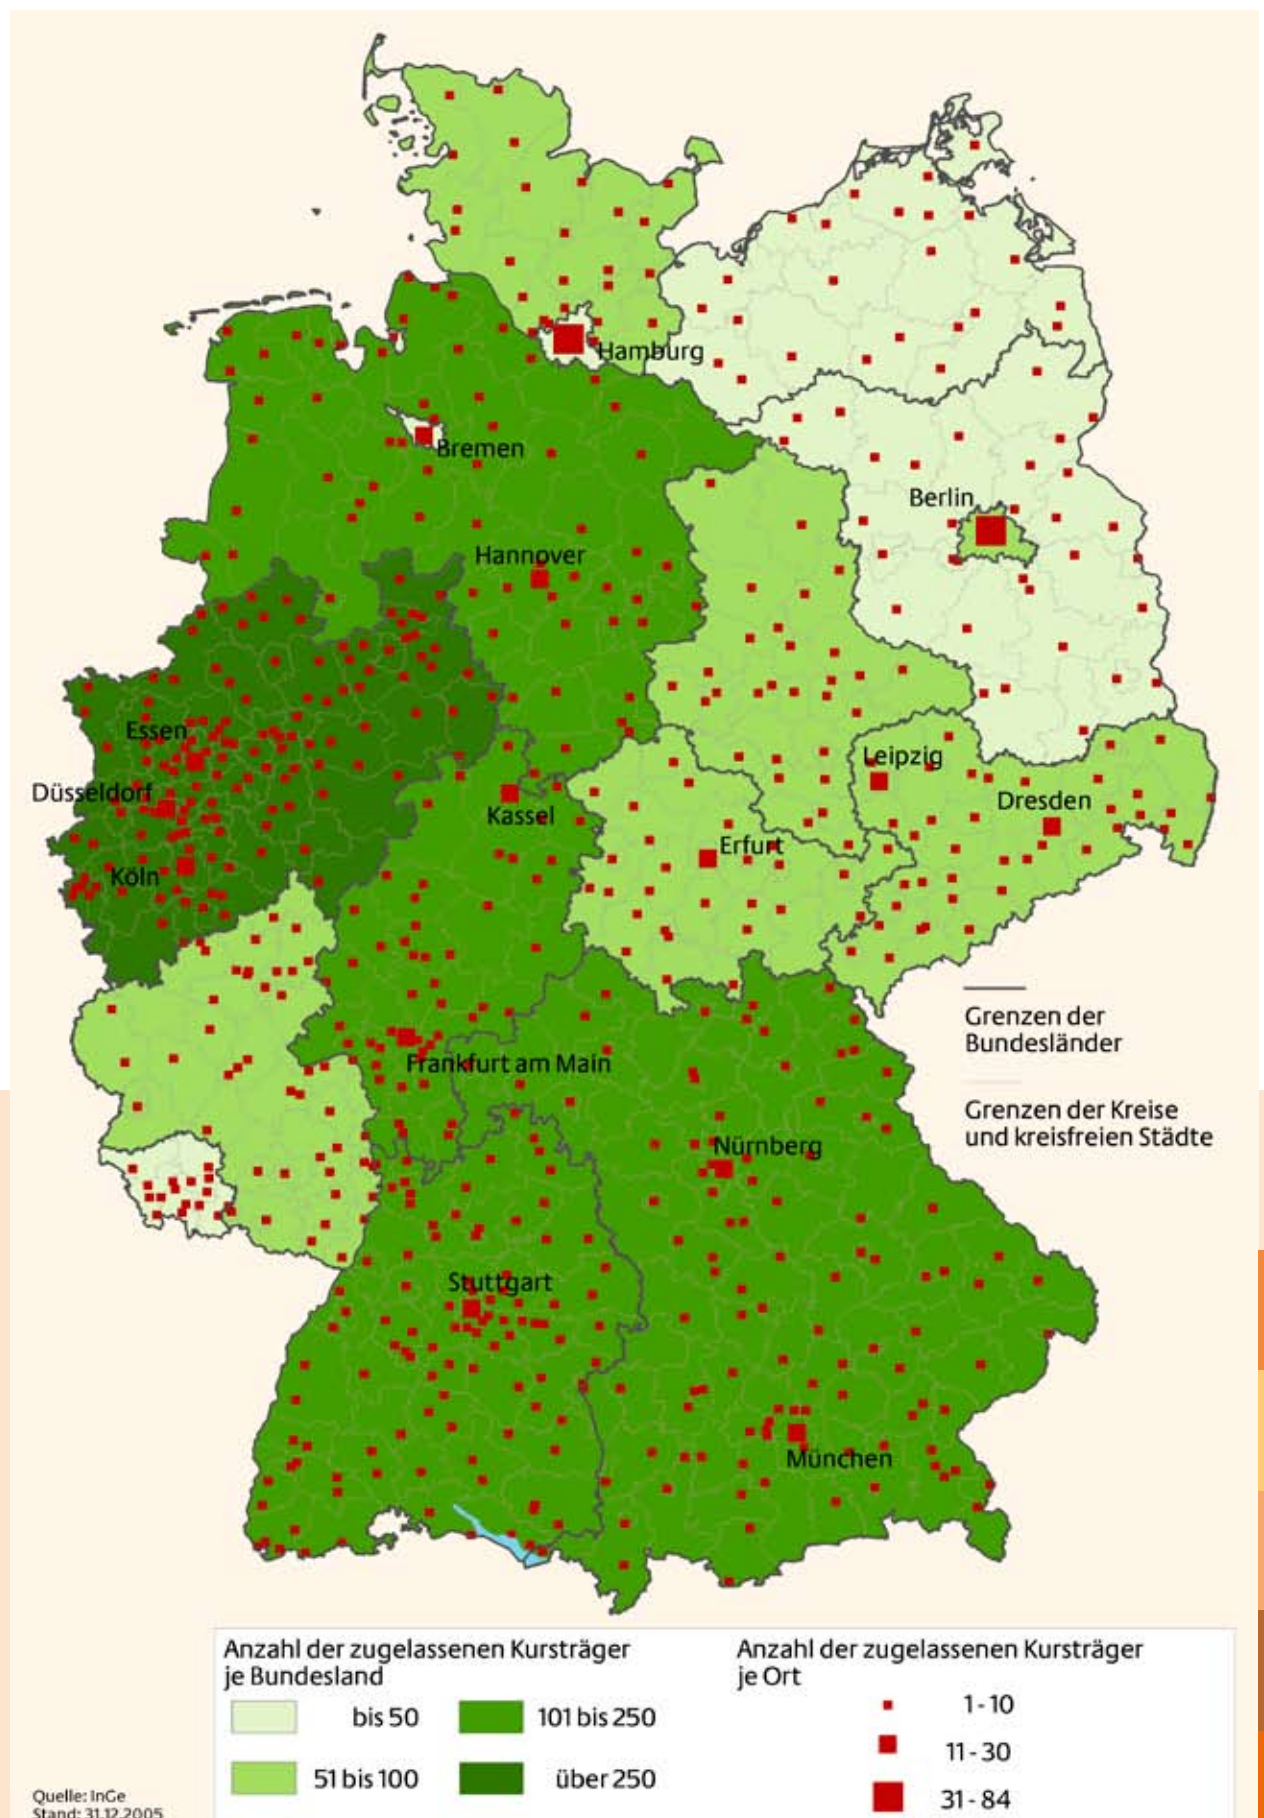 Hamburg
Bremen
Berlin
Hannover
Essen
Düsseldorf
Köln
Kassel
Leipzig
Dresden
Erfurt
Grenzen der
Bundesländer
Frankfurt am Main
Grenzen der Kreise
und kreisfreien Städte
Nürnberg
Stuttgart
München
Anzahl der zugelassenen Kursträger
je Bundesland
bis 50
101 bis 250
51 bis 100
über 250
Anzahl der zugelassenen Kursträger
je Ort
1 - 10
11 - 30
31 - 84
Quelle: InGe
Stand: 31.12.2005